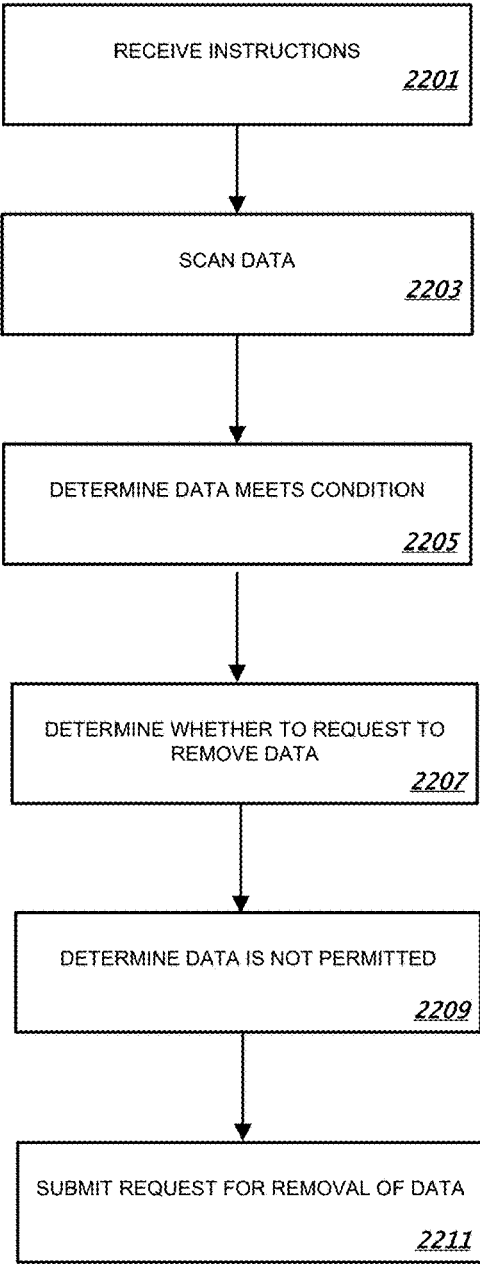 RECEIVE INSTRUCTIONS
2201
SCAN DATA
2203
DETERMINE DATA MEETS CONDITION
2205
DETERMINE WHETHER TO REQUEST TO
REMOVE DATA
2207
DETERMINE DATA IS NOT PERMITTED
2209
SUBMIT REQUEST FOR REMOVAL OF DATA
2211